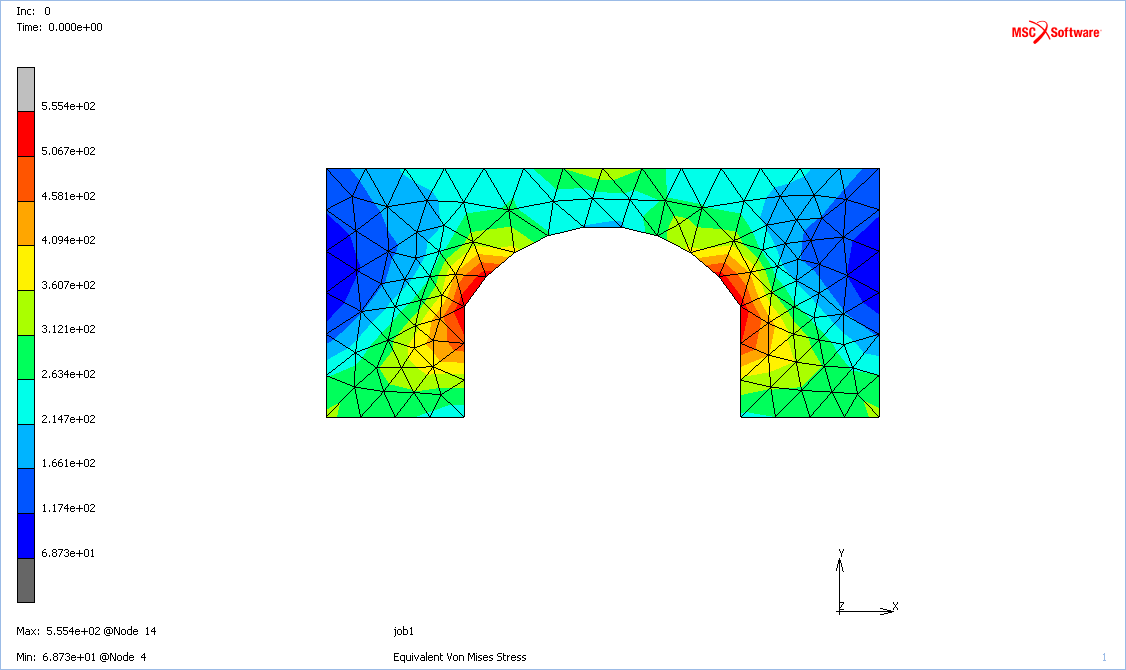 Inc: 0
Time: 0.000e+00
MSC Software
5.554e+02
5.067e+02
4.581e+02
4.094e+02
3.607e+02
3.121e+02
2.634e+02
2.147e+02
1.661e+02
1.174e+02
6.873e+01
Y
Z
X
Max: 5.554e+02 @Node 14
job1
Min: 6.873e+01 @Node 4
Equivalent Von Mises Stress
1